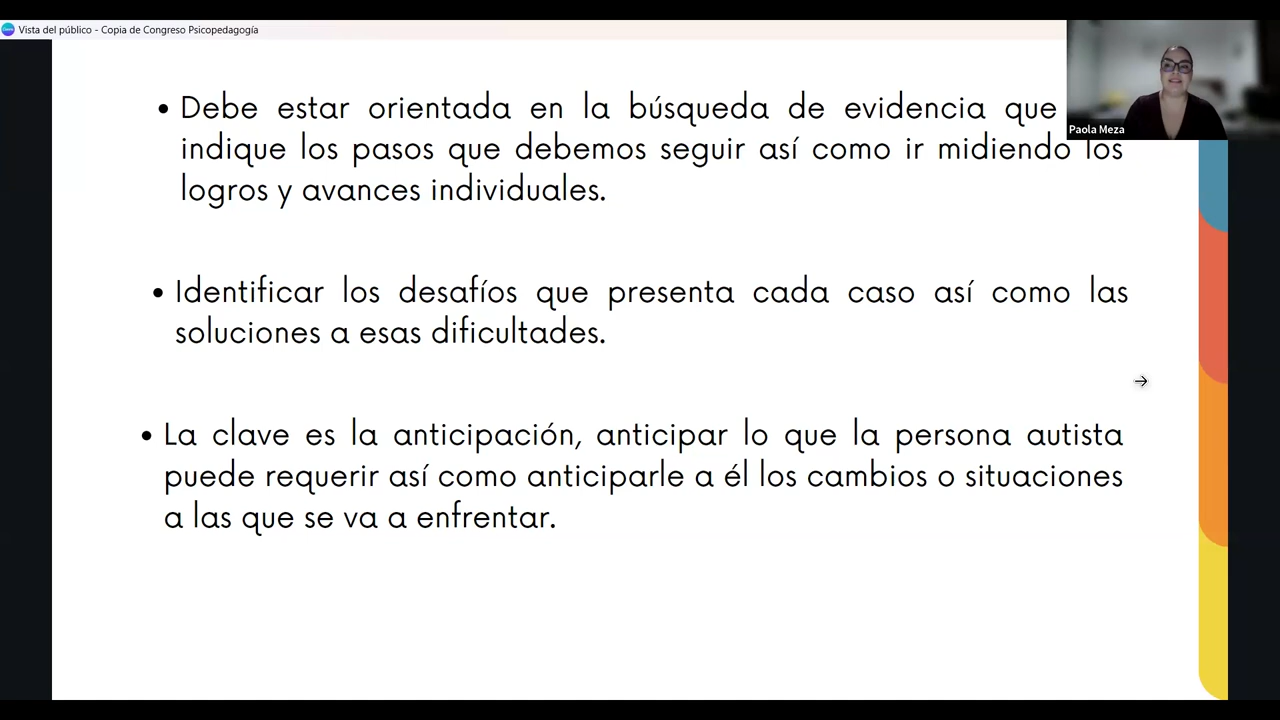 Vista del público - Copia de Congreso Psicopedagogía
Paola Meza
• Debe estar orientada en la búsqueda de evidencia que
indique los pasos que debemos seguir así como ir midiendo los
logros y avances individuales.
• Identificar los desafíos que presenta cada caso así como las
soluciones a esas dificultades.
• La clave es la anticipación, anticipar lo que la persona autista
puede requerir así como anticiparle a él los cambios o situaciones
a las que se va a enfrentar.